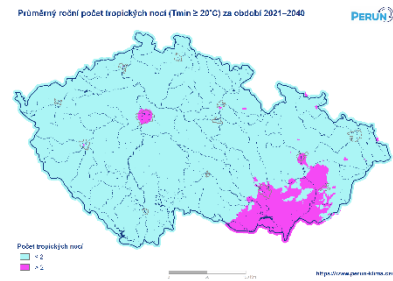 Průměrný roční počet tropických nocí (Tmin ≥ 20°C) za období 2021–2040
PERUN
Počet tropických nocí
< 2
> 2
https://www.perun-klima.cz/